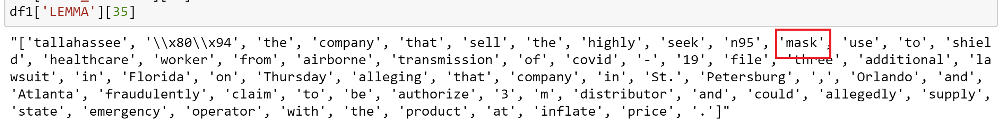 df1['LEMMA'][35]
"['tallahassee', '\\x80\\x94', 'the', 'company', 'that', 'sell', 'the', 'highly', 'seek', 'n95', 'mask', 'use', 'to', 'shiel
d', 'healthcare', 'worker', 'from', 'airborne', 'transmission', 'of', 'covid', '-', '19', 'file', 'three', 'additional', 'la
wsuit', 'in', 'Florida', 'on', 'Thursday', 'alleging', 'that', 'company', 'in', 'St.', 'Petersburg', ',', 'Orlando', 'and',
'Atlanta', 'fraudulently', 'claim', 'to', 'be', 'authorize', '3', 'm', 'distributor', 'and', 'could', 'allegedly', 'supply',
'state', 'emergency', 'operator', 'with', 'the', 'product', 'at', 'inflate', 'price', '.']"